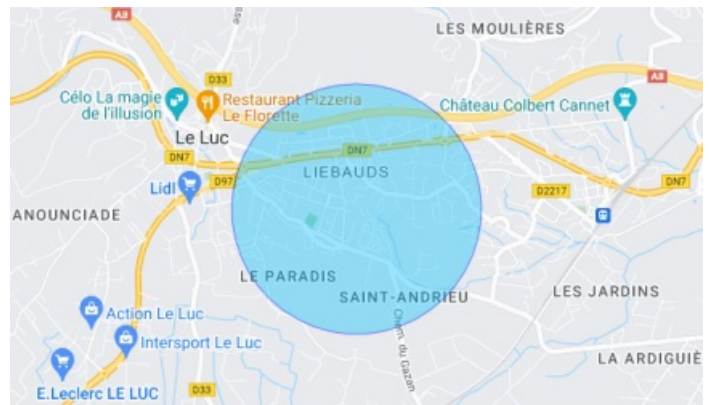 A8
LES MOULIÈRES
D33
A8
Célo La magie
de l'illusion
Restaurant Pizzeria
Le Florette
Château Colbert Cannet
Le Luc
DN7
DN7
LIEBAUDS
Lidl
D97
D2217
DN7
ANOUNCIADE
LE PARADIS
SAINT-ANDRIEU
LES JARDINS
Action Le Luc
Chem. du Gazan
Intersport Le Luc
LA ARDIGUIÈ
E.Leclerc LE LUC
D33